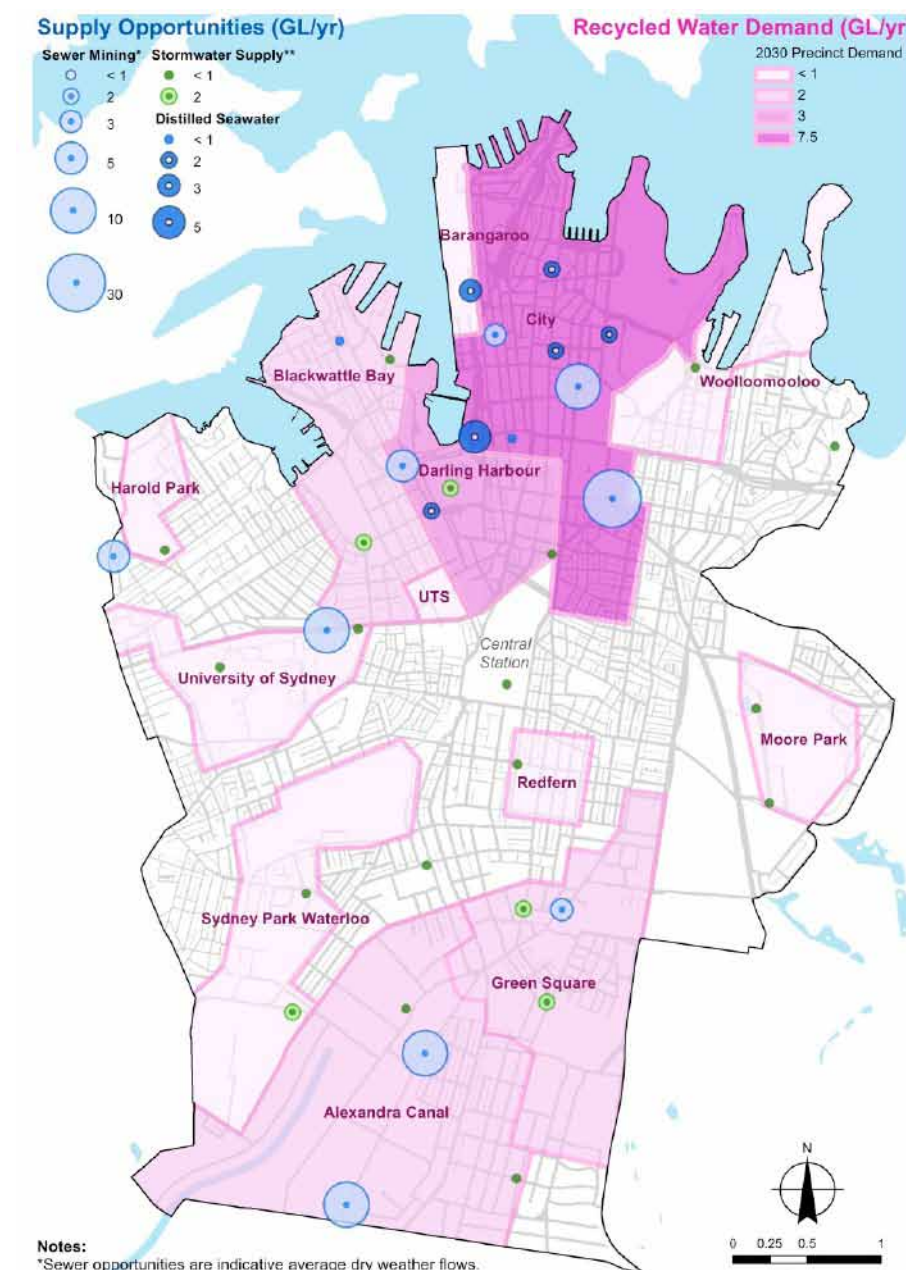 Supply Opportunities (GL/yr)
Recycled Water Demand (GL/yr
Sewer Mining*
Stormwater Supply**
2030 Precinct Demand
< 1
2
3
5
10
30
< 1
2
Distilled Seawater
< 1
2
3
5
< 1
2
3
7.5
Barangaroo
City
Blackwattle Bay
Woolloomooloo
Darling Harbour
Harold Park
UTS
Central
Station
University of Sydney
Moore Park
Redfern
Sydney Park Waterloo
Green Square
Alexandra Canal
N
0 0.25 0.5 1
Notes:
*Sewer opportunities are indicative average dry weather flows.